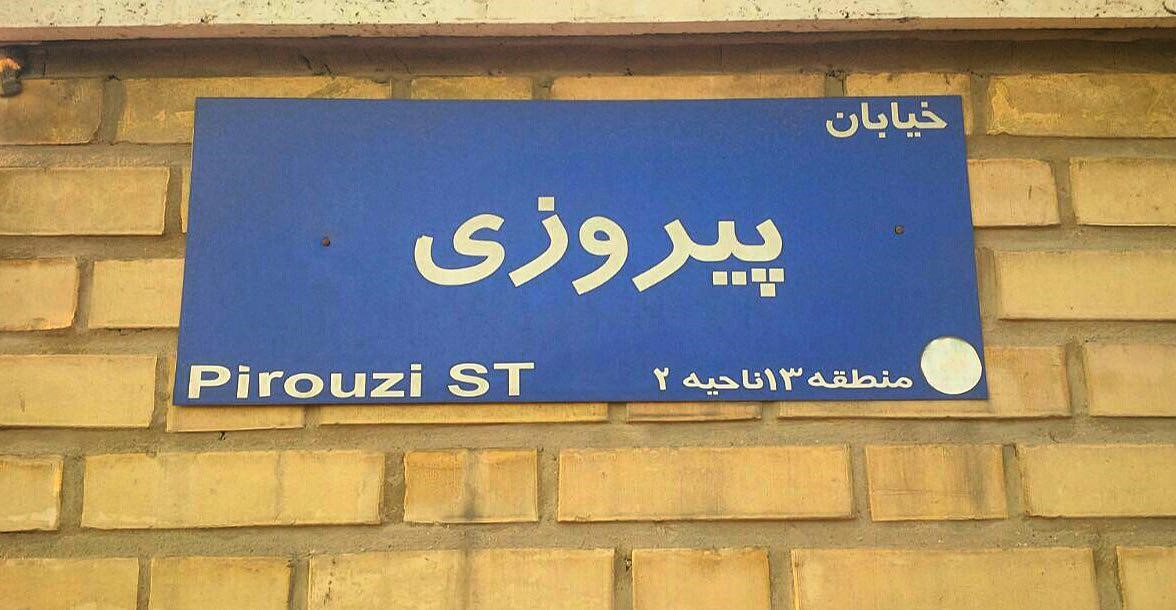 خیابان
پیروزی
منطقه ۱۳ ناحیه ۲
Pirouzi ST